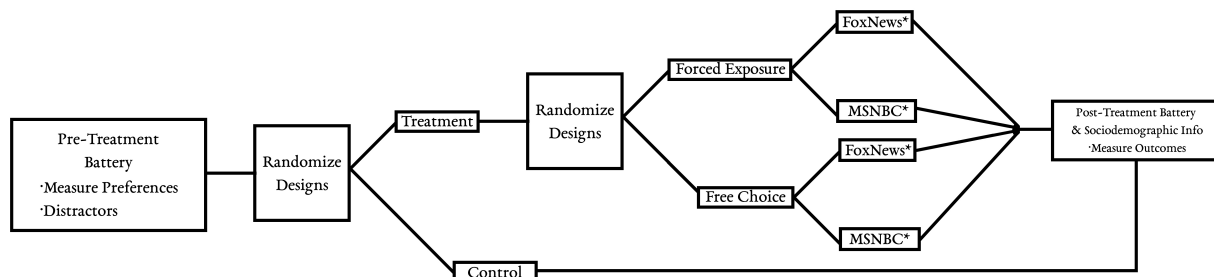 Pre-Treatment
Battery
·Measure Preferences
·Distractors
Randomize
Designs
Treatment
Control
Randomize
Designs
Forced Exposure
Free Choice
FoxNews*
MSNBC*
FoxNews*
MSNBC*
Post-Treatment Battery
& Sociodemographic Info
·Measure Outcomes